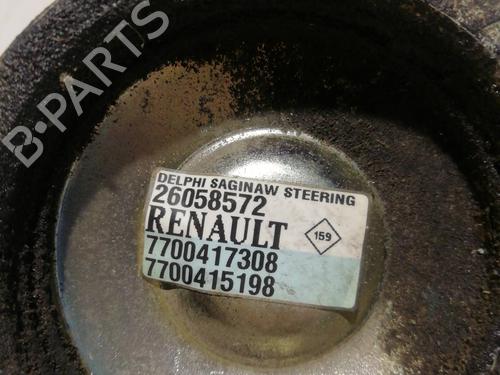 B-PARTS
DELPHI SAGINAW STEERING
26058572
RENAULT
159
7700417308
7700415198